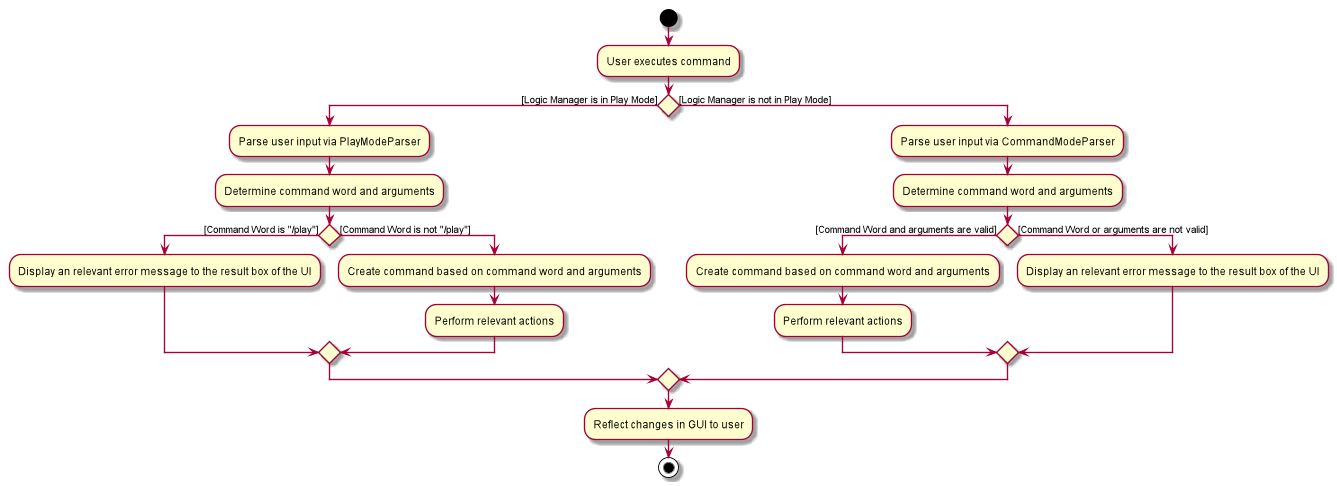 User executes command
[Logic Manager is in Play Mode]
[Logic Manager is not in Play Mode]
Parse user input via PlayModeParser
Parse user input via CommandModeParser
Determine command word and arguments
Determine command word and arguments
[Command Word is "/play"]
[Command Word is not "/play"]
[Command Word and arguments are valid]
[Command Word or arguments are not valid]
Display an relevant error message to the result box of the UI
Create command based on command word and arguments
Create command based on command word and arguments
Display an relevant error message to the result box of the UI
Perform relevant actions
Perform relevant actions
Reflect changes in GUI to user